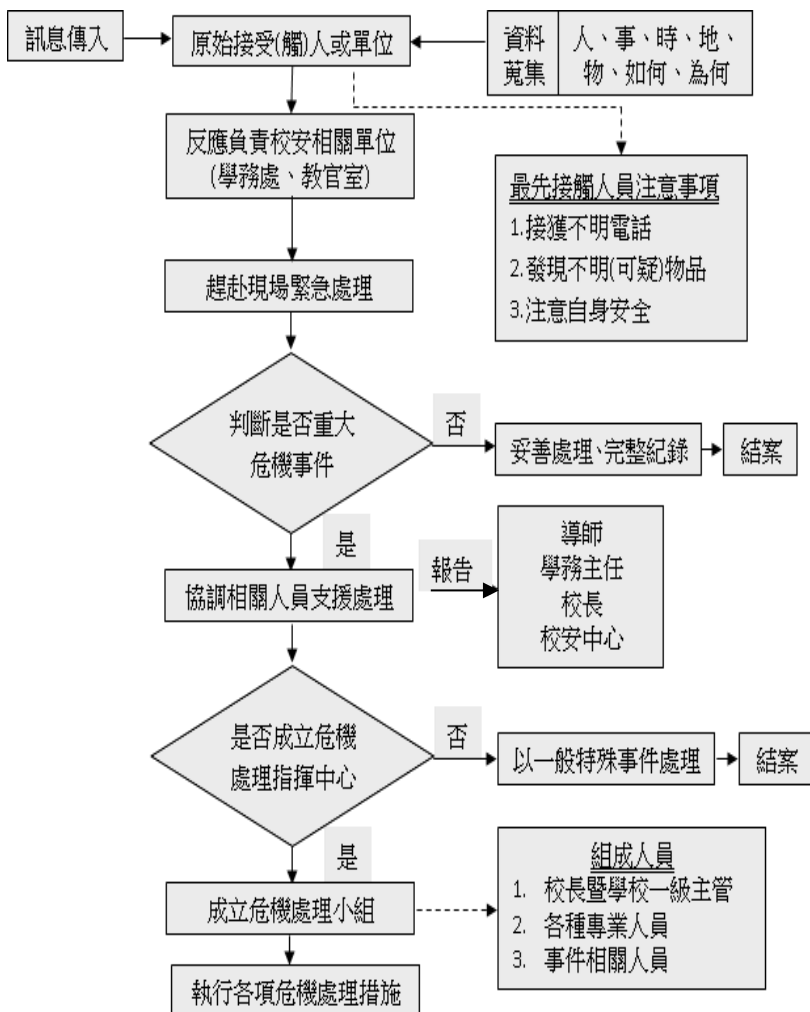 訊息傳入
原始接受(觸)人或單位
資料
蒐集
人、事、時、地、
物、如何、為何
反應負責校安相關單位
(學務處、教官室)
最先接觸人員注意事項
1.接獲不明電話
2.發現不明(可疑)物品
3.注意自身安全
趕赴現場緊急處理
判斷是否重大
危機事件
否
妥善處理、完整紀錄
結案
是
協調相關人員支援處理
報告
導師
學務主任
校長
校安中心
是否成立危機
處理指揮中心
否
以一般特殊事件處理
結案
是
成立危機處理小組
組成人員
1. 校長暨學校一級主管
2. 各種專業人員
3. 事件相關人員
執行各項危機處理措施